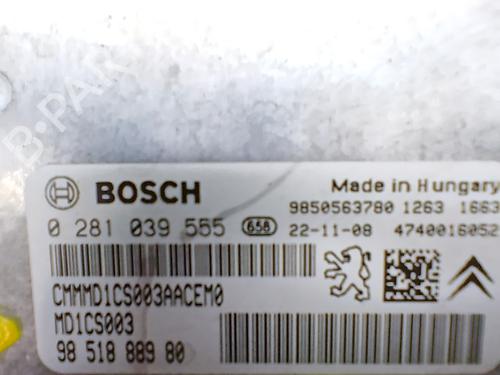 B-PARTS
BOSCH
Made in Hungary
9850563780 1263 1663
0 281 039 555 658 22-11-08 4740016052
CMMMD1CS003AACEM0
MD1CS003
98 518 889 80